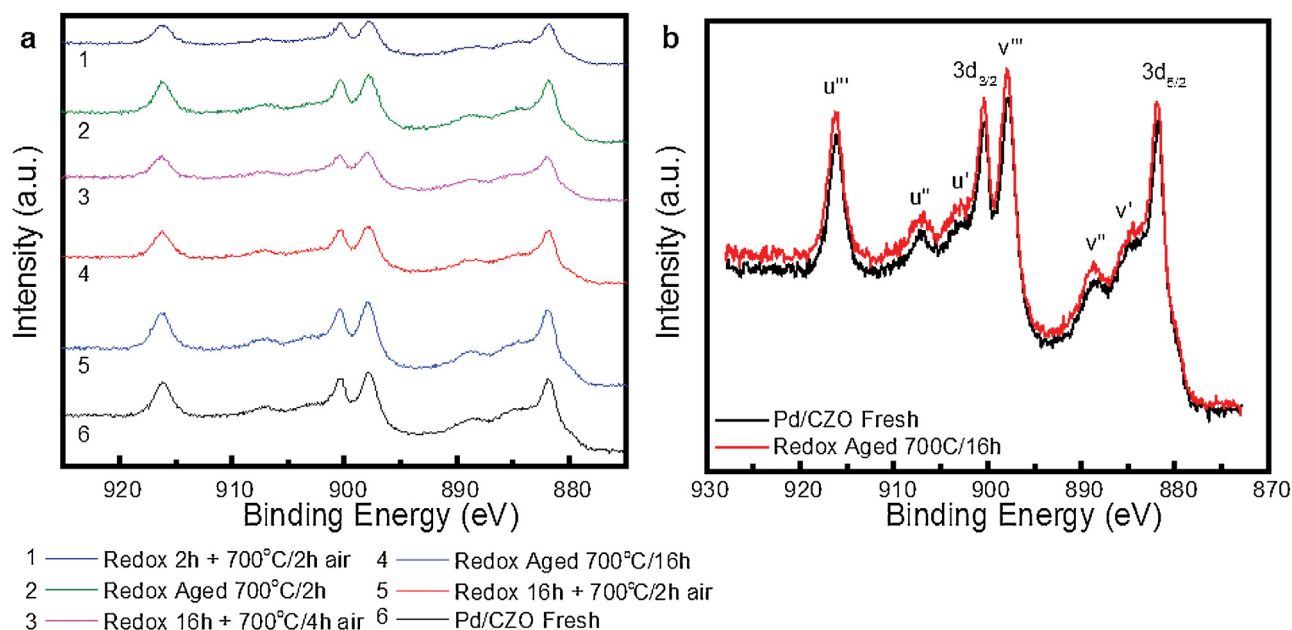 a
1
2
3
4
5
6
Intensity (a.u.)
920 910 900 890 880
Binding Energy (eV)
b
u'''
u''
u'
3d3/2
v'''
v''
v'
3d5/2
Pd/CZO Fresh
Redox Aged 700C/16h
Intensity (a.u.)
930 920 910 900 890 880 870
Binding Energy (eV)
1 Redox 2h + 700°C/2h air
2 Redox Aged 700°C/2h
3 Redox 16h + 700°C/4h air
4 Redox Aged 700°C/16h
5 Redox 16h + 700°C/2h air
6 Pd/CZO Fresh